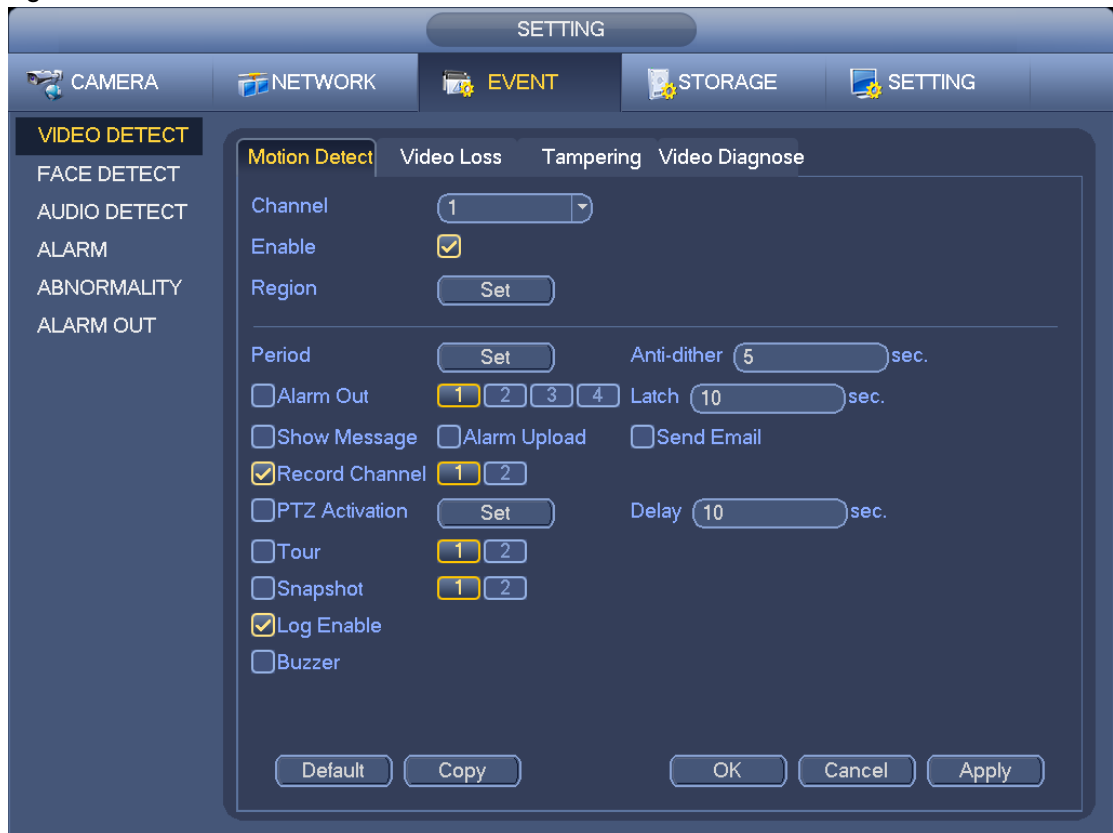 SETTING
CAMERA NETWORK EVENT STORAGE SETTING
VIDEO DETECT
FACE DETECT
AUDIO DETECT
ALARM
ABNORMALITY
ALARM OUT
Motion Detect Video Loss Tampering Video Diagnose
Channel 1
Enable
Region Set
Period Set Anti-dither 5 sec.
Alarm Out 1 2 3 4 Latch 10 sec.
Show Message Alarm Upload Send Email
Record Channel 1 2
PTZ Activation Set Delay 10 sec.
Tour 1 2
Snapshot 1 2
Log Enable
Buzzer
Default Copy OK Cancel Apply